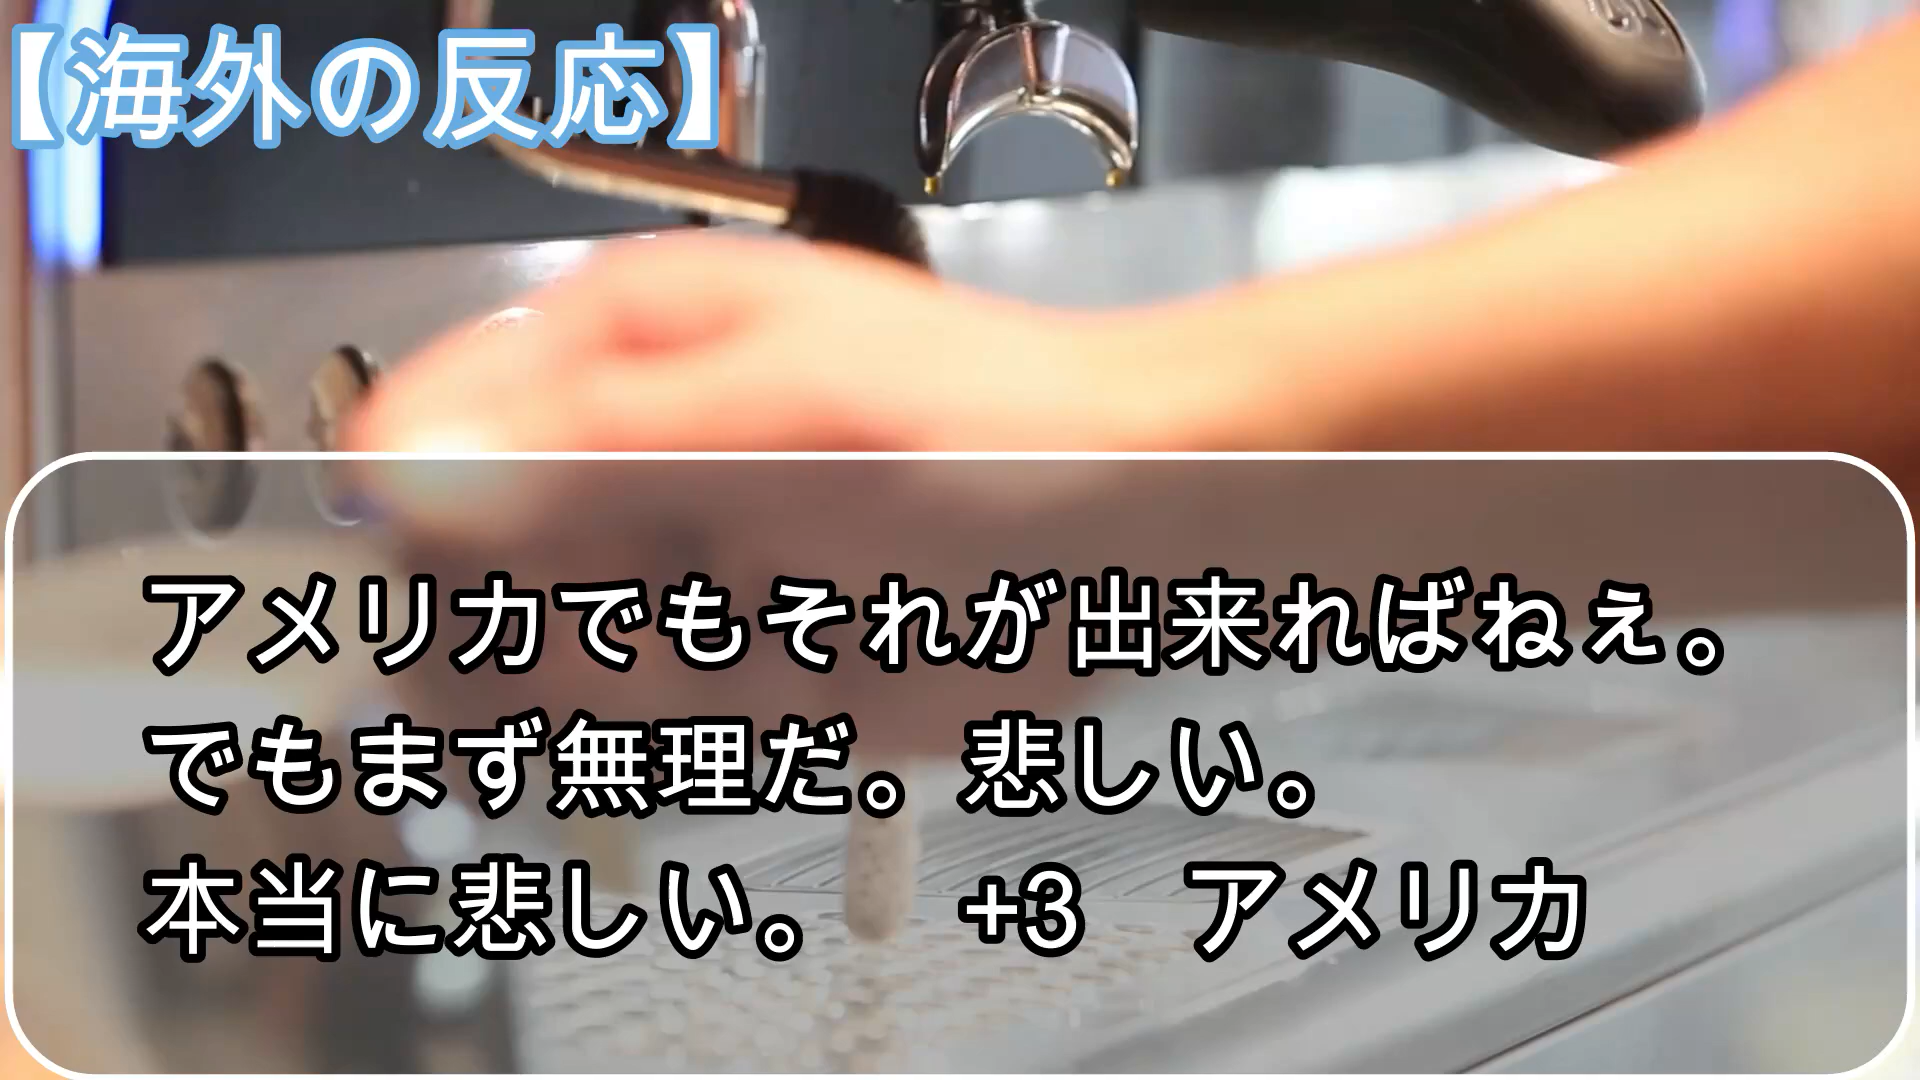 【海外の反応】
アメリカでもそれが出来ればねぇ。
でもまず無理だ。悲しい。
本当に悲しい。　+3　アメリカ